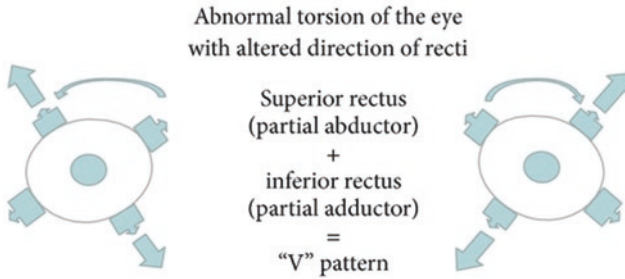 Abnormal torsion of the eye
with altered direction of recti
Superior rectus
(partial abductor)
+
inferior rectus
(partial adductor)
=
“V” pattern